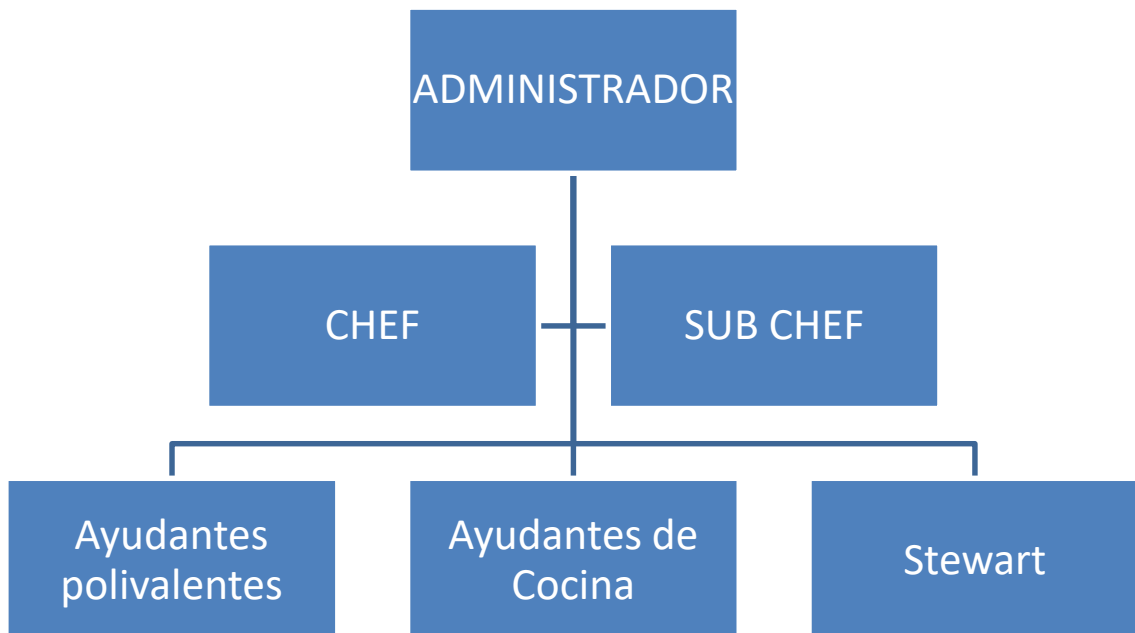 ADMINISTRADOR
CHEF
SUB CHEF
Ayudantes
polivalentes
Ayudantes de
Cocina
Stewart